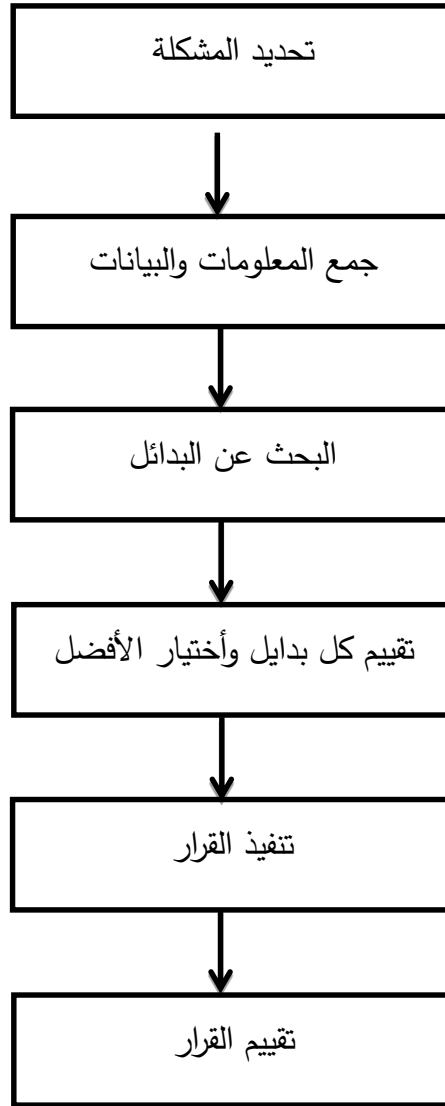 تحديد المشكلة
جمع المعلومات والبيانات
البحث عن البدائل
تقييم كل بدايل وأختيار الأفضل
تنفيذ القرار
تقييم القرار